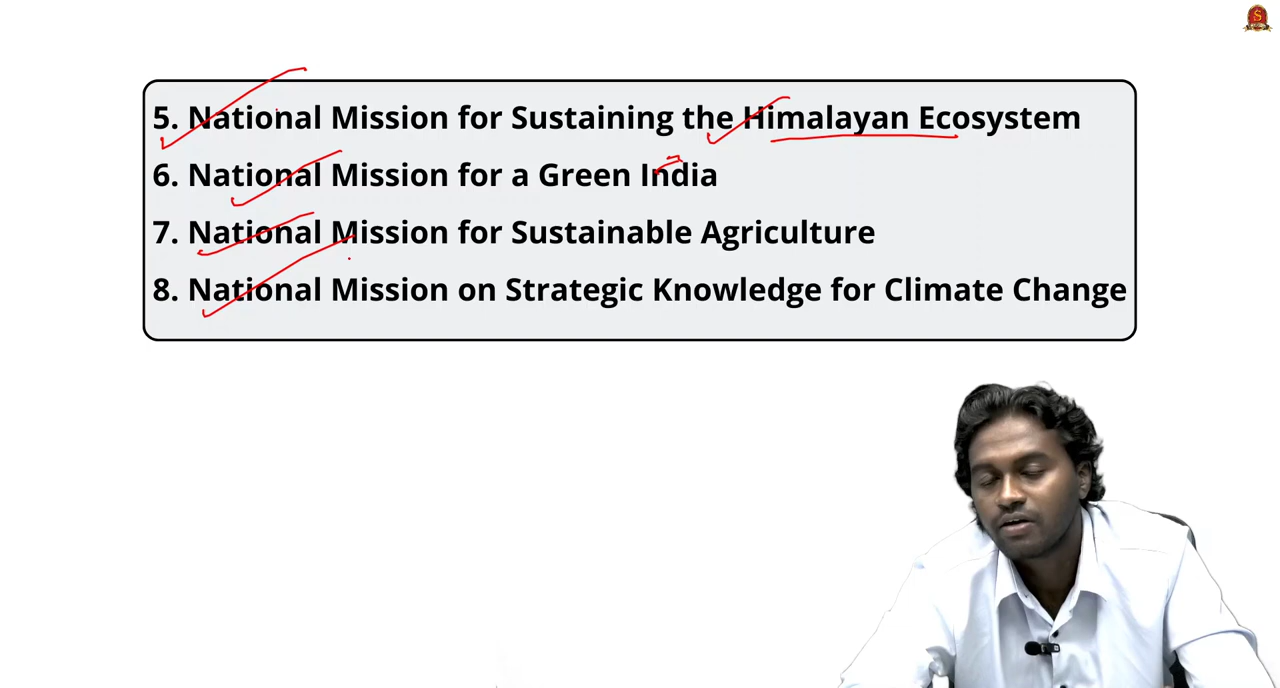 5. National Mission for Sustaining the Himalayan Ecosystem
6. National Mission for a Green India
7. National Mission for Sustainable Agriculture
8. National Mission on Strategic Knowledge for Climate Change